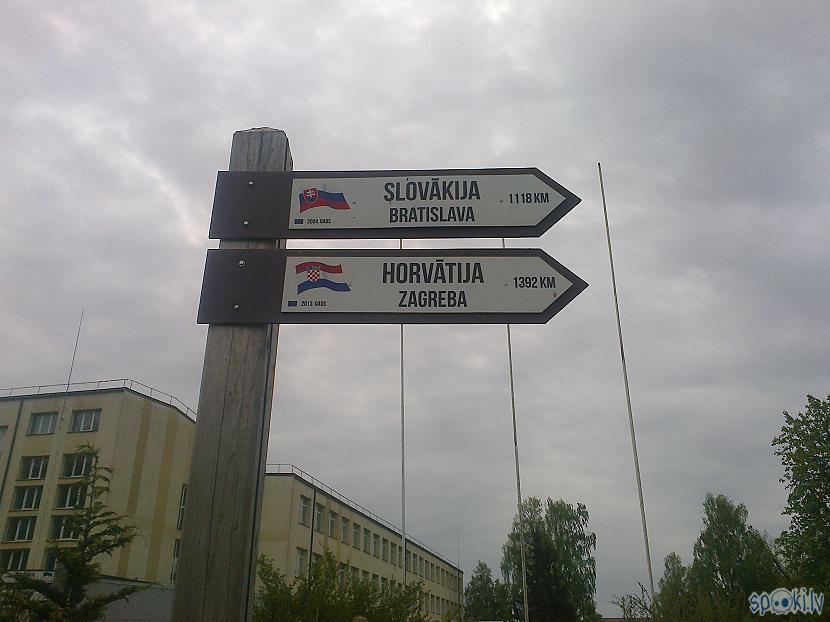 SLOVĀKIJA
BRATISLAVA
1118 KM
2004. GADS
HORVĀTIJA
ZAGREBA
1392 KM
2013. GADS
spoki.lv